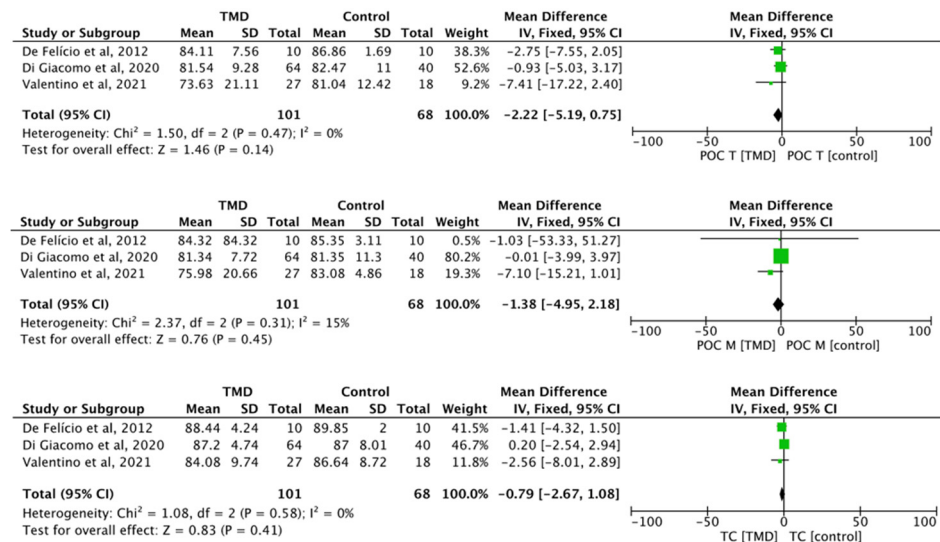 TMD Control Mean Difference Mean Difference
Study or Subgroup Mean SD Total Mean SD Total Weight IV, Fixed, 95% CI IV, Fixed, 95% CI
De Felício et al, 2012 84.11 7.56 10 86.86 1.69 10 38.3% -2.75 [-7.55, 2.05]
Di Giacomo et al, 2020 81.54 9.28 64 82.47 11 40 52.6% -0.93 [-5.03, 3.17]
Valentino et al, 2021 73.63 21.11 27 81.04 12.42 18 9.2% -7.41 [-17.22, 2.40]
Total (95% CI) 101 68 100.0% -2.22 [-5.19, 0.75]
Heterogeneity: Chi² = 1.50, df = 2 (P = 0.47); I² = 0%
Test for overall effect: Z = 1.46 (P = 0.14)
-100 -50 0 50 100
POC T [TMD] POC T [control]
TMD Control Mean Difference Mean Difference
Study or Subgroup Mean SD Total Mean SD Total Weight IV, Fixed, 95% CI IV, Fixed, 95% CI
De Felício et al, 2012 84.32 84.32 10 85.35 3.11 10 0.5% -1.03 [-53.33, 51.27]
Di Giacomo et al, 2020 81.34 7.72 64 81.35 11.3 40 80.2% -0.01 [-3.99, 3.97]
Valentino et al, 2021 75.98 20.66 27 83.08 4.86 18 19.3% -7.10 [-15.21, 1.01]
Total (95% CI) 101 68 100.0% -1.38 [-4.95, 2.18]
Heterogeneity: Chi² = 2.37, df = 2 (P = 0.31); I² = 15%
Test for overall effect: Z = 0.76 (P = 0.45)
-100 -50 0 50 100
POC M [TMD] POC M [control]
TMD Control Mean Difference Mean Difference
Study or Subgroup Mean SD Total Mean SD Total Weight IV, Fixed, 95% CI IV, Fixed, 95% CI
De Felício et al, 2012 88.44 4.24 10 89.85 2 10 41.5% -1.41 [-4.32, 1.50]
Di Giacomo et al, 2020 87.2 4.74 64 87 8.01 40 46.7% 0.20 [-2.54, 2.94]
Valentino et al, 2021 84.08 9.74 27 86.64 8.72 18 11.8% -2.56 [-8.01, 2.89]
Total (95% CI) 101 68 100.0% -0.79 [-2.67, 1.08]
Heterogeneity: Chi² = 1.08, df = 2 (P = 0.58); I² = 0%
Test for overall effect: Z = 0.83 (P = 0.41)
-100 -50 0 50 100
TC [TMD] TC [control]